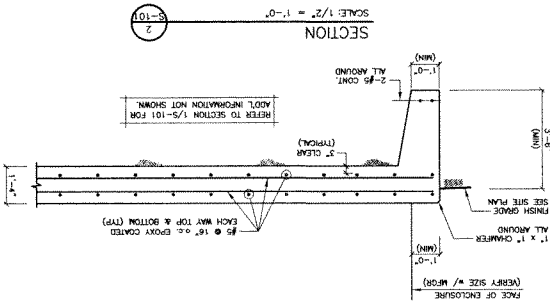 FACE OF ENCLOSURE
(VERIFY SIZE w/ MFGR)
1'-0"
(MIN)
1" x 1" CHAMFER
ALL AROUND
FINISH GRADE
SEE SITE PLAN
#5 @ 16" o.c. EPOXY COATED
EACH WAY TOP & BOTTOM (TYP)
1'-4"
3'-6
(MIN)
3" CLEAR
(TYPICAL)
REFER TO SECTION 1/S-101 FOR
ADD'L INFORMATION NOT SHOWN.
2-#5 CONT.
ALL AROUND
1'-0"
(MIN)
SECTION
SCALE: 1/2" = 1'-0"
2
S-101